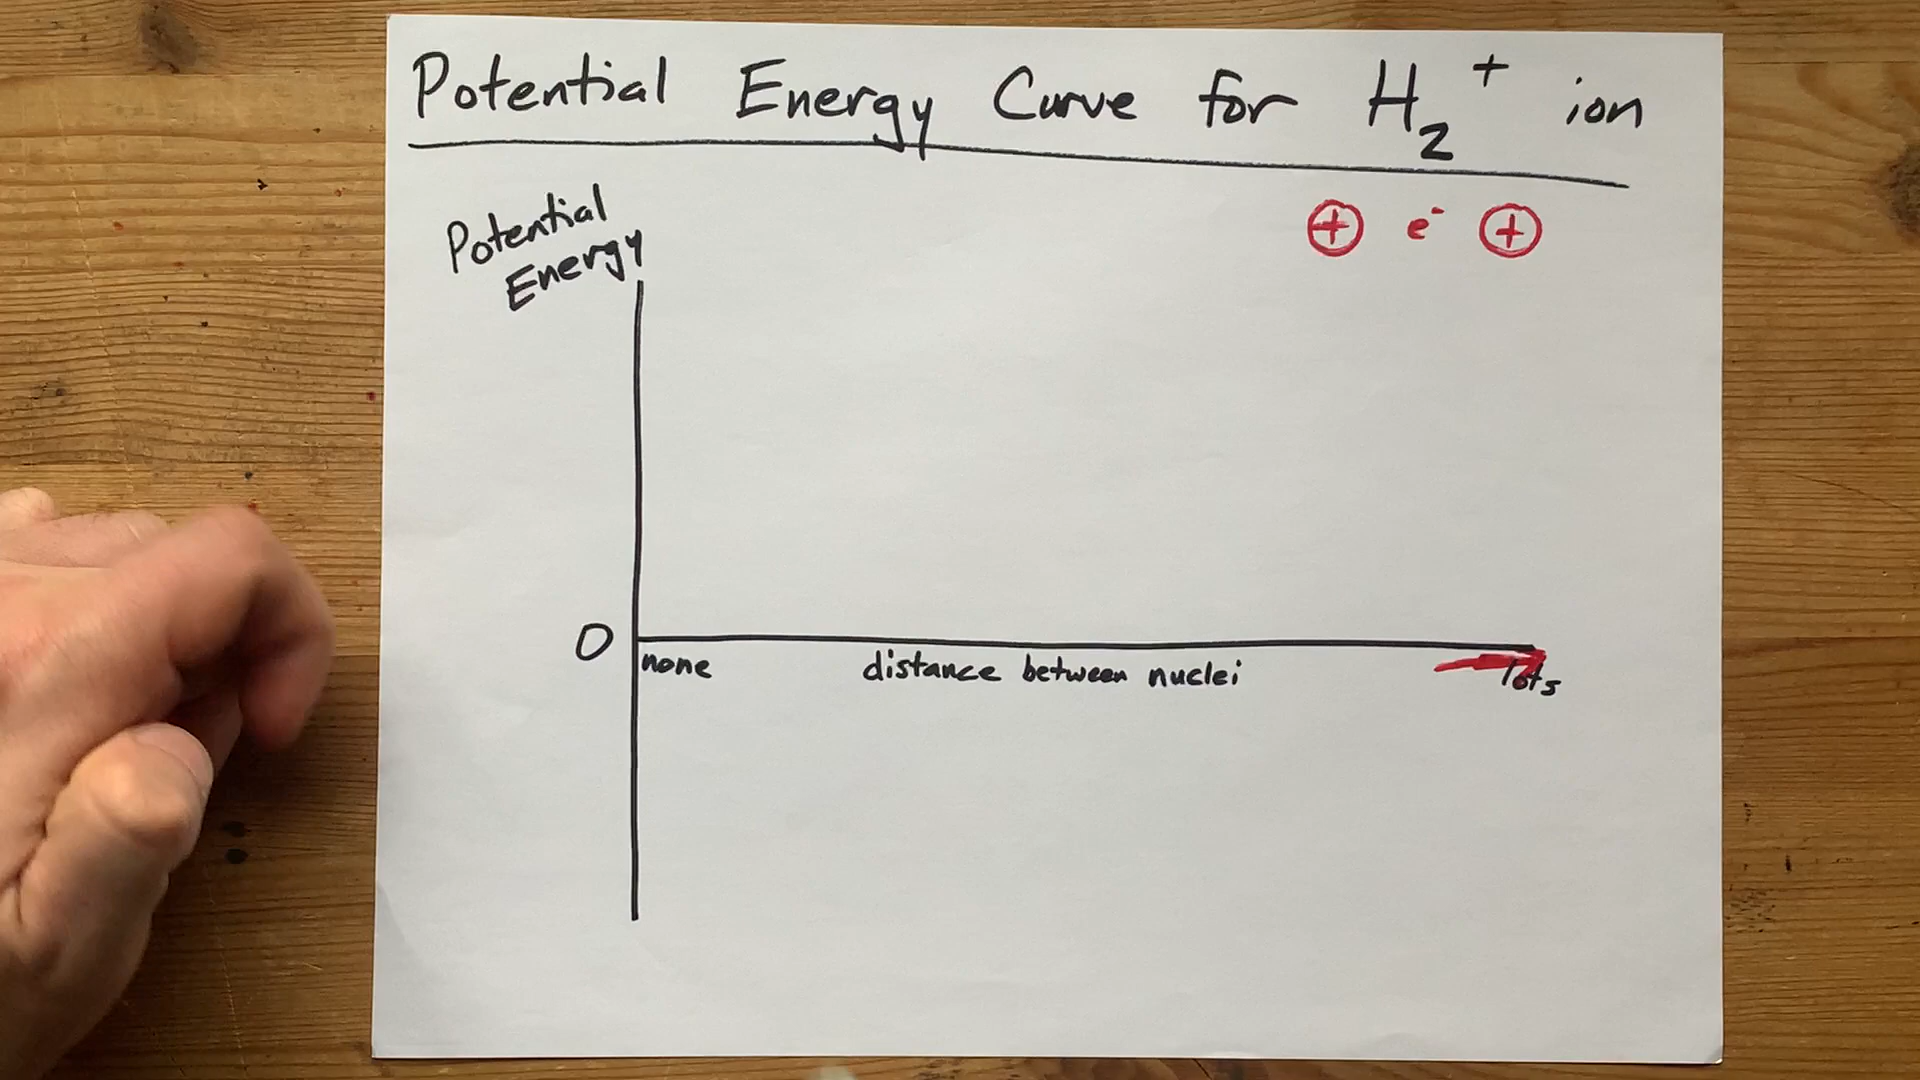 Potential Energy Curve for H₂⁺ ion
+ e⁻ +
Potential
Energy
0
none distance between nuclei lots